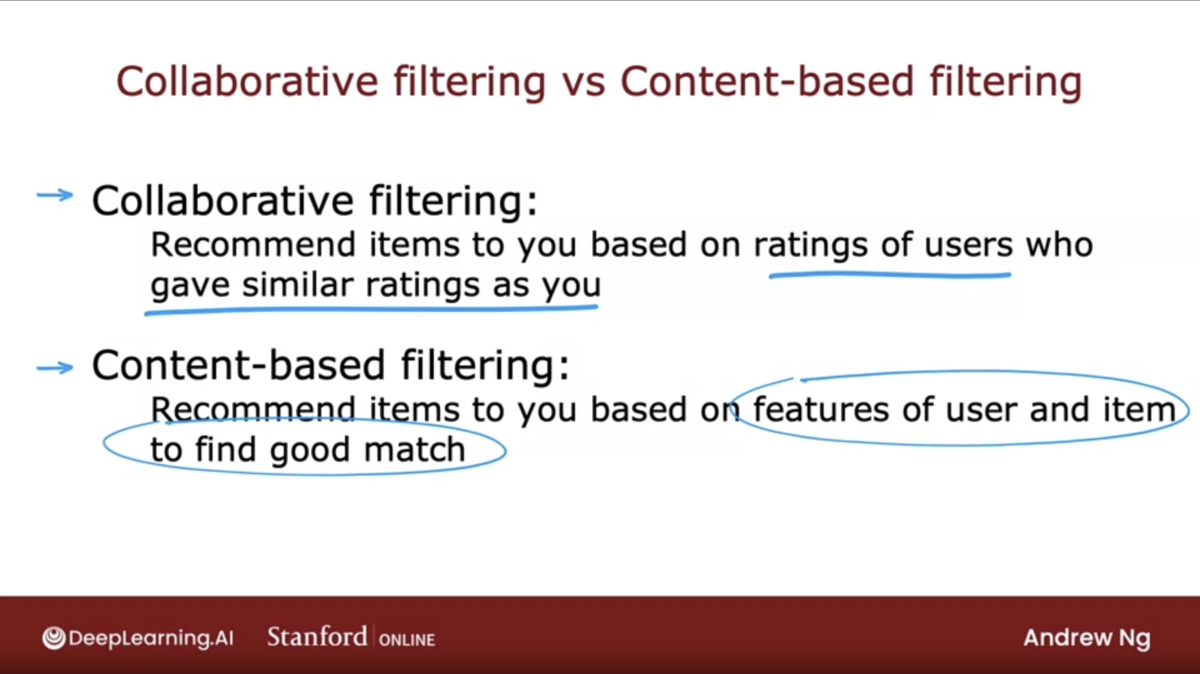 Collaborative filtering vs Content-based filtering
Collaborative filtering:
Recommend items to you based on ratings of users who
gave similar ratings as you
Content-based filtering:
Recommend items to you based on features of user and item
to find good match
DeepLearning.AI Stanford ONLINE Andrew Ng